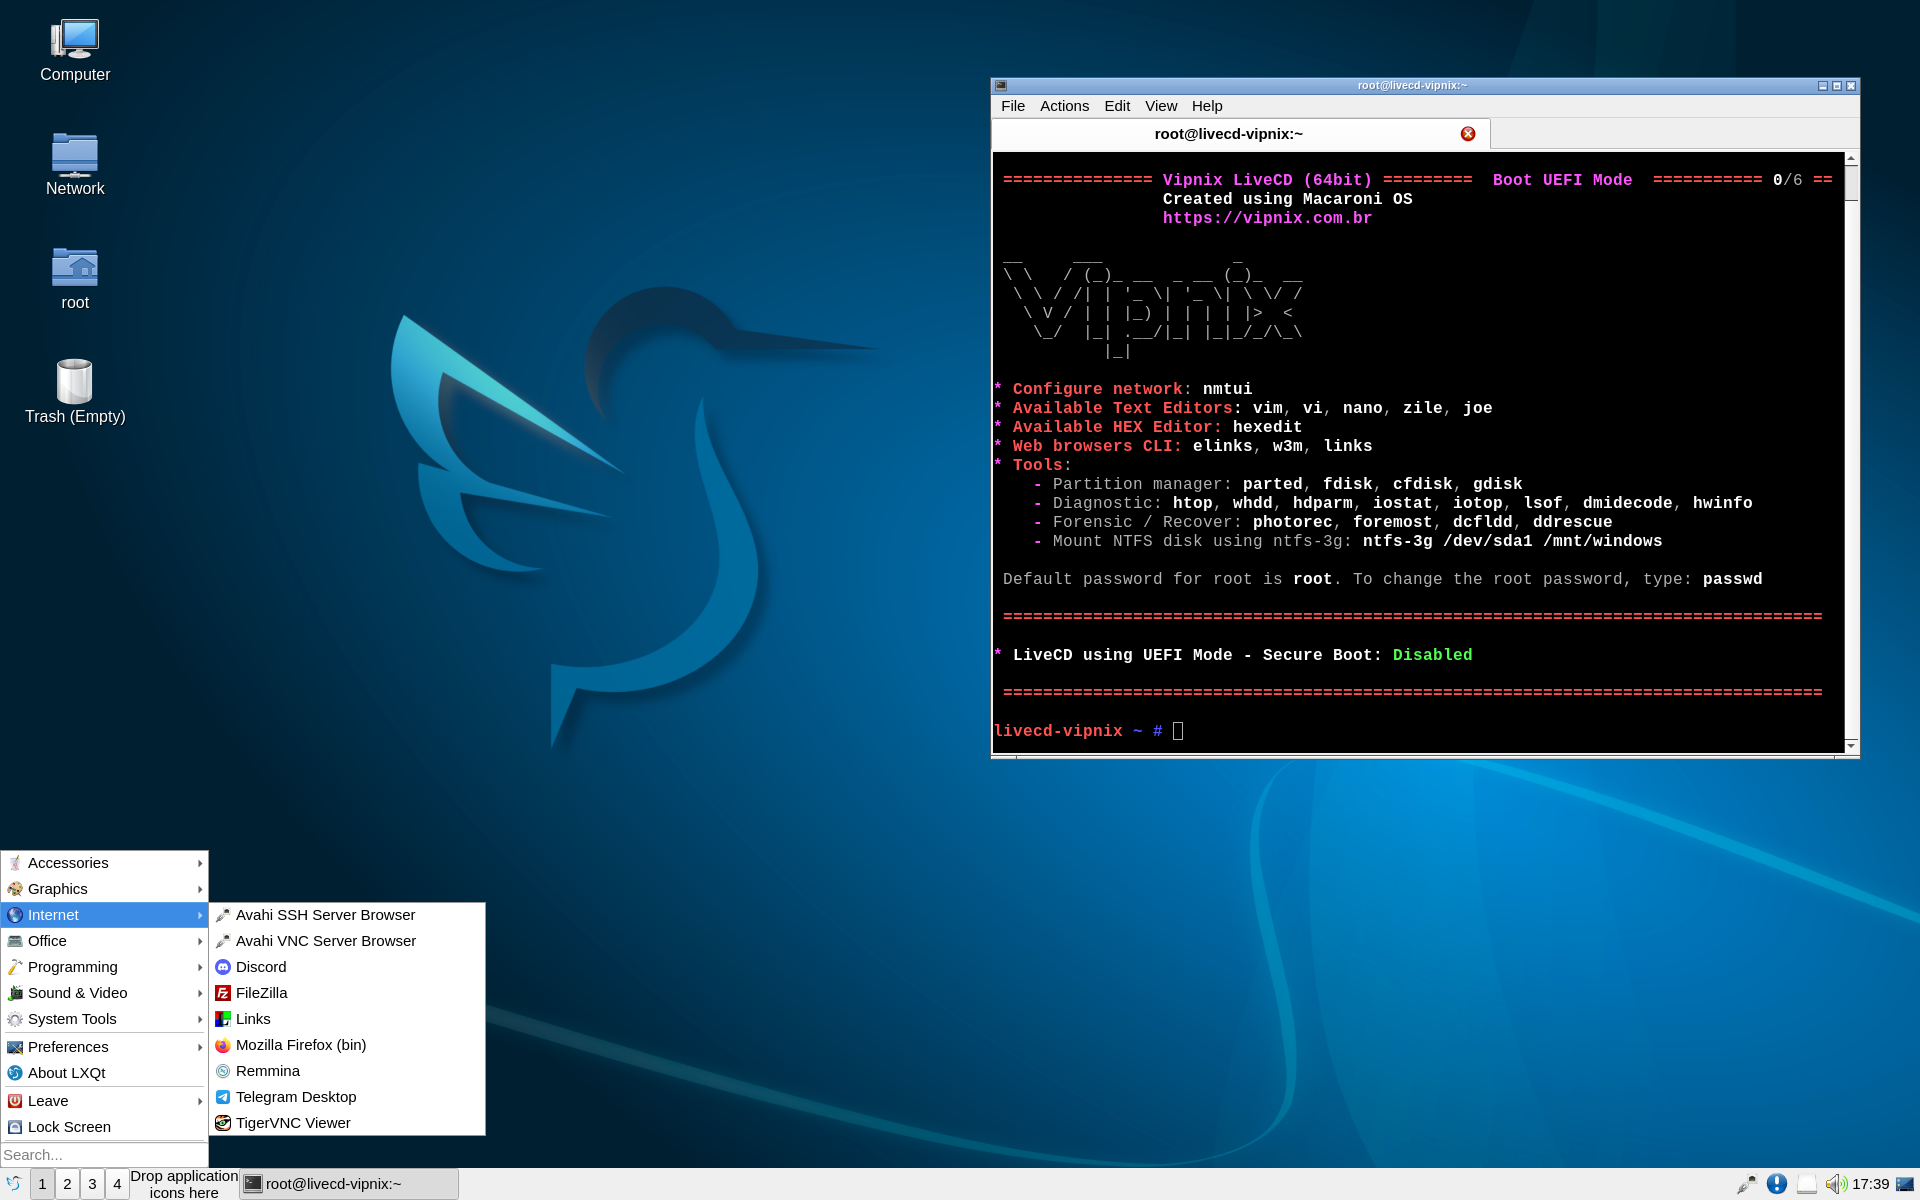 Computer
Network
root
Trash (Empty)
root@livecd-vipnix:~
File Actions Edit View Help
root@livecd-vipnix:~
=============== Vipnix LiveCD (64bit) ========= Boot UEFI Mode =========== 0/6 ==
Created using Macaroni OS
https://vipnix.com.br
Vipnix
* Configure network: nmtui
* Available Text Editors: vim, vi, nano, zile, joe
* Available HEX Editor: hexedit
* Web browsers CLI: elinks, w3m, links
* Tools:
- Partition manager: parted, fdisk, cfdisk, gdisk
- Diagnostic: htop, whdd, hdparm, iostat, iotop, lsof, dmidecode, hwinfo
- Forensic / Recover: photorec, foremost, dcfldd, ddrescue
- Mount NTFS disk using ntfs-3g: ntfs-3g /dev/sda1 /mnt/windows
Default password for root is root. To change the root password, type: passwd
==================================================================================
* LiveCD using UEFI Mode - Secure Boot: Disabled
==================================================================================
livecd-vipnix ~ #
Accessories
Graphics
Internet
Office
Programming
Sound & Video
System Tools
Preferences
About LXQt
Leave
Lock Screen
Search...
Avahi SSH Server Browser
Avahi VNC Server Browser
Discord
FileZilla
Links
Mozilla Firefox (bin)
Remmina
Telegram Desktop
TigerVNC Viewer
1 2 3 4
Drop application
icons here
root@livecd-vipnix:~
17:39